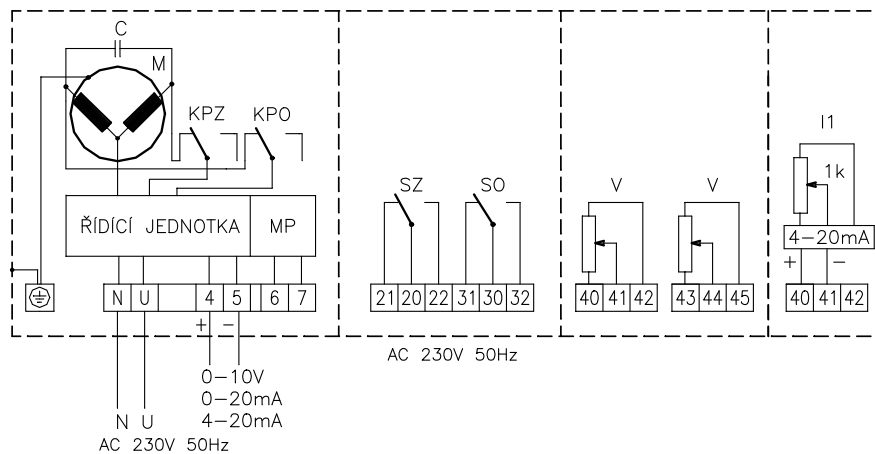 C
M
KPZ KPO
ŘÍDÍCÍ JEDNOTKA MP
N U 4 5 6 7
+ −
0−10V
0−20mA
4−20mA
N U
AC 230V 50Hz
SZ SO
21 20 22 31 30 32
AC 230V 50Hz
V V
40 41 42 43 44 45
I1
1k
4−20mA
+ −
40 41 42